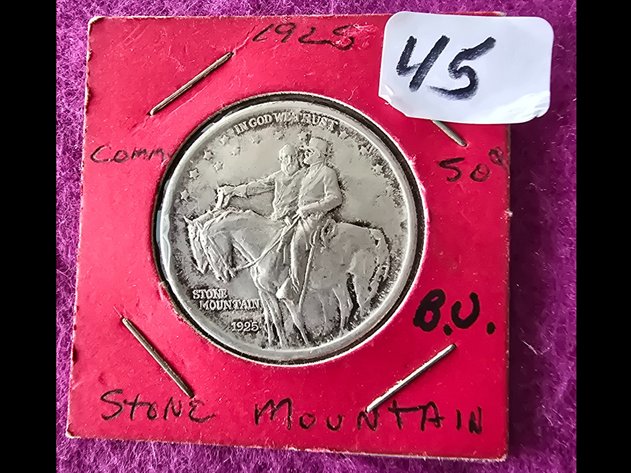 1925
45
Comm.
50¢
IN GOD WE TRUST
STONE
MOUNTAIN
1925
B.U.
STONE MOUNTAIN